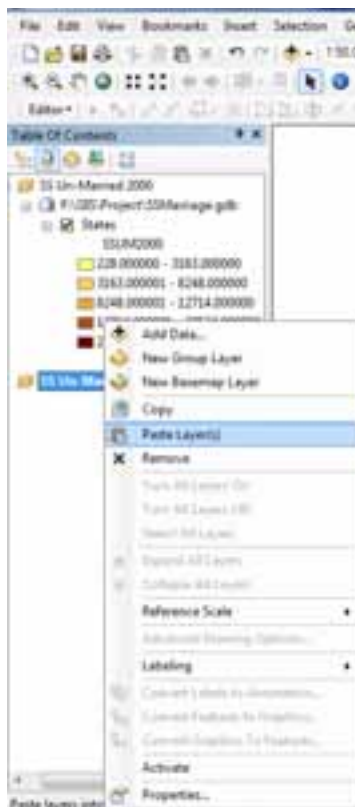 File Edit View Bookmarks Insert Selection G
Editor
Table Of Contents
SS Un-Married 2000
F:\GIS\Project\SSMarriage.gdb
States
SSUM2000
228.000000 - 3163.000000
3163.000001 - 8248.000000
8248.000001 - 12714.000000
SS Un-Mar
Add Data...
New Group Layer
New Basemap Layer
Copy
Paste Layer(s)
Remove
Turn All Layers On
Turn All Layers Off
Select All Layers
Expand All Layers
Collapse All Layers
Reference Scale
Advanced Drawing Options...
Labeling
Convert Labels to Annotation...
Convert Features to Graphics...
Convert Graphics To Features...
Activate
Properties...
Paste layers into